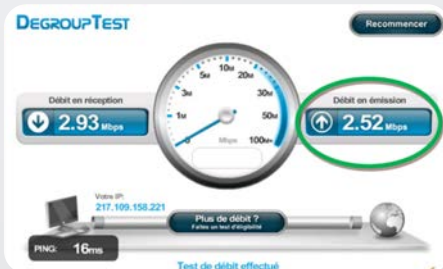 DEGROUPTEST
Recommencer
Débit en réception
2.93 Mbps
Débit en émission
2.52 Mbps
0
1M
3M
5M
10M
20M
30M
50M
100M+
Mbps
Votre IP:
217.109.158.221
Plus de débit ?
Faites un test d'éligibilité
PING: 16ms
Test de débit effectué